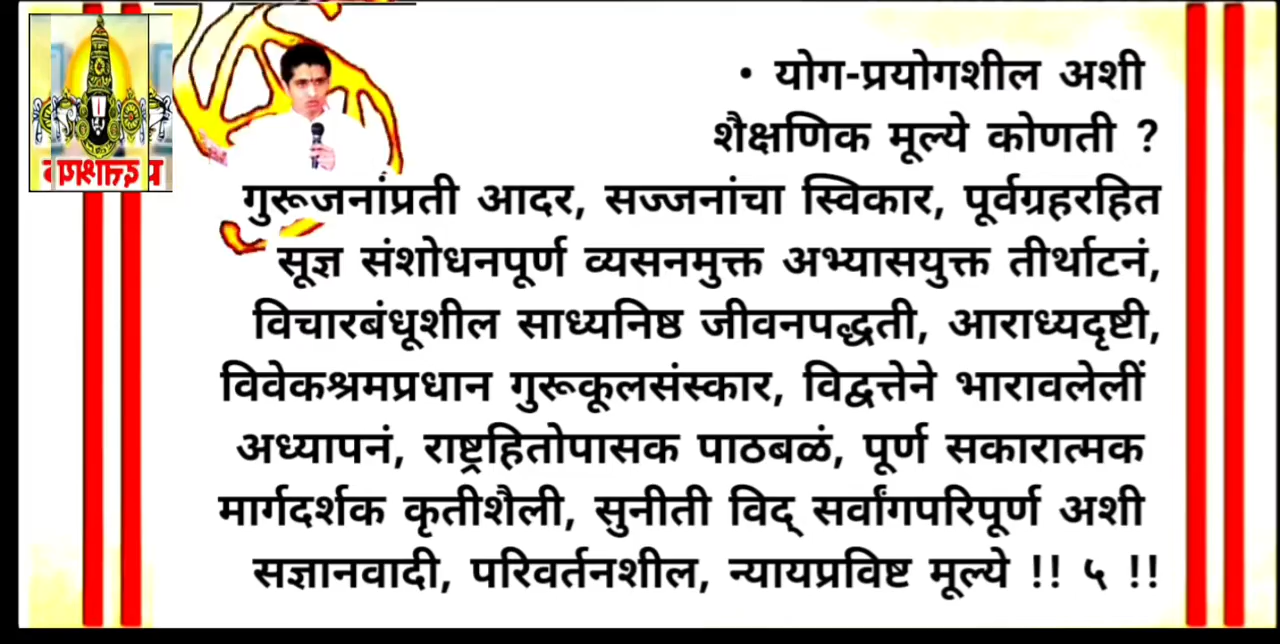 • योग-प्रयोगशील अशी
शैक्षणिक मूल्ये कोणती ?
गुरूजनांप्रती आदर, सज्जनांचा स्विकार, पूर्वग्रहरहित
सूज्ञ संशोधनपूर्ण व्यसनमुक्त अभ्यासयुक्त तीर्थाटनं,
विचारबंधूशील साध्यनिष्ठ जीवनपद्धती, आराध्यदृष्टी,
विवेकश्रमप्रधान गुरूकूलसंस्कार, विद्वत्तेने भारावलेलीं
अध्यापनं, राष्ट्रहितोपासक पाठबळं, पूर्ण सकारात्मक
मार्गदर्शक कृतीशैली, सुनीती विद् सर्वांगपरिपूर्ण अशी
सज्ञानवादी, परिवर्तनशील, न्यायप्रविष्ट मूल्ये !! ५ !!